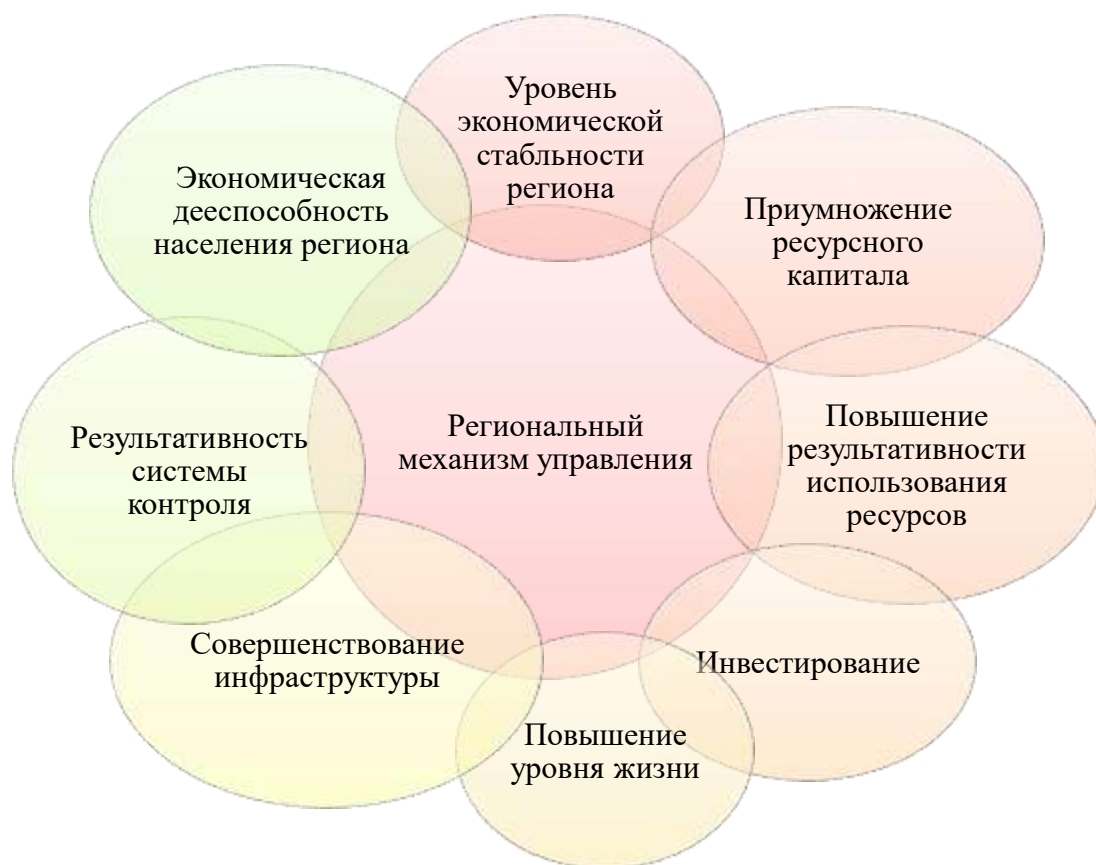 Уровень
экономической
стабльности
региона
Приумножение
ресурсного
капитала
Повышение
результативности
использования
ресурсов
Инвестирование
Повышение
уровня жизни
Совершенствование
инфраструктуры
Результативность
системы
контроля
Экономическая
дееспособность
населения региона
Региональный
механизм управления